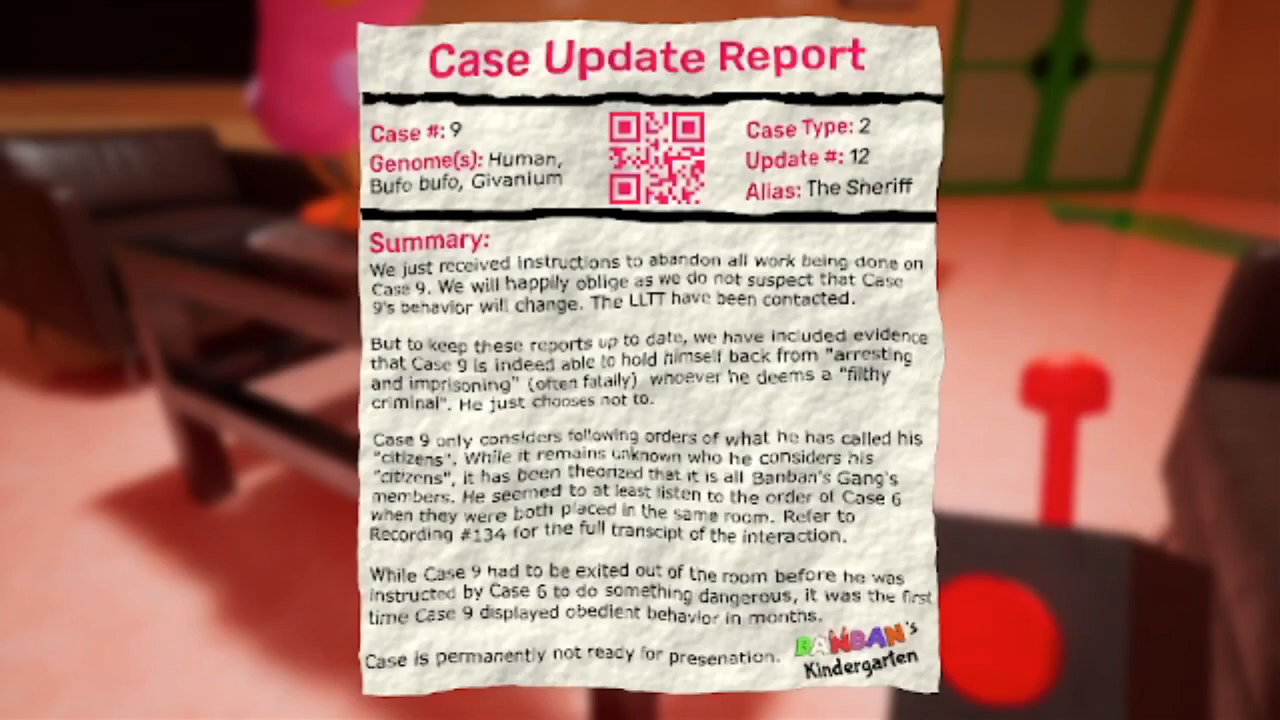 Case Update Report
Case #: 9
Genome(s): Human,
Bufo bufo, Givanium
Case Type: 2
Update #: 12
Alias: The Sheriff
Summary:
We just received instructions to abandon all work being done on
Case 9. We will happily oblige as we do not suspect that Case
9's behavior will change. The LLTT have been contacted.
But to keep these reports up to date, we have included evidence
that Case 9 is indeed able to hold himself back from "arresting
and imprisoning" (often fatally) whoever he deems a "filthy
criminal". He just chooses not to.
Case 9 only considers following orders of what he has called his
"citizens". While it remains unknown who he considers his
"citizens", it has been theorized that it is all Banban's Gang's
members. He seemed to at least listen to the order of Case 6
when they were both placed in the same room. Refer to
Recording #134 for the full transcipt of the interaction.
While Case 9 had to be exited out of the room before he was
instructed by Case 6 to do something dangerous, it was the first
time Case 9 displayed obedient behavior in months.
Case is permanently not ready for presenation.
BANBAN's
Kindergarten